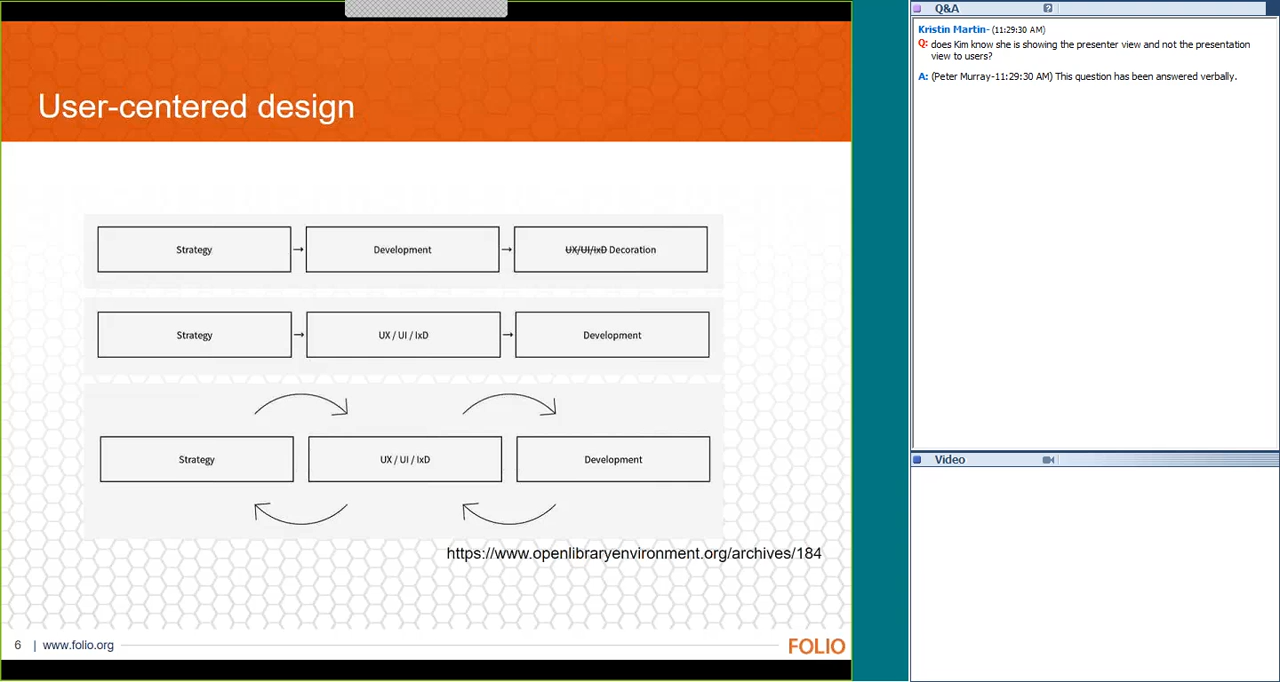 User-centered design
Strategy → Development → UX/UI/IxD Decoration
Strategy → UX / UI / IxD → Development
Strategy UX / UI / IxD Development
https://www.openlibraryenvironment.org/archives/184
6 | www.folio.org FOLIO
Q&A
Kristin Martin- (11:29:30 AM)
Q: does Kim know she is showing the presenter view and not the presentation
view to users?
A: (Peter Murray-11:29:30 AM) This question has been answered verbally.
Video